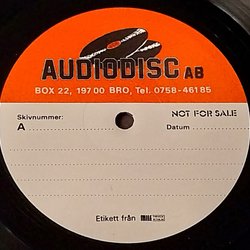 AUDIODISC AB
BOX 22, 197 00 BRO, Tel. 0758-461 85
Skivnummer: NOT FOR SALE
A Datum
Etikett från